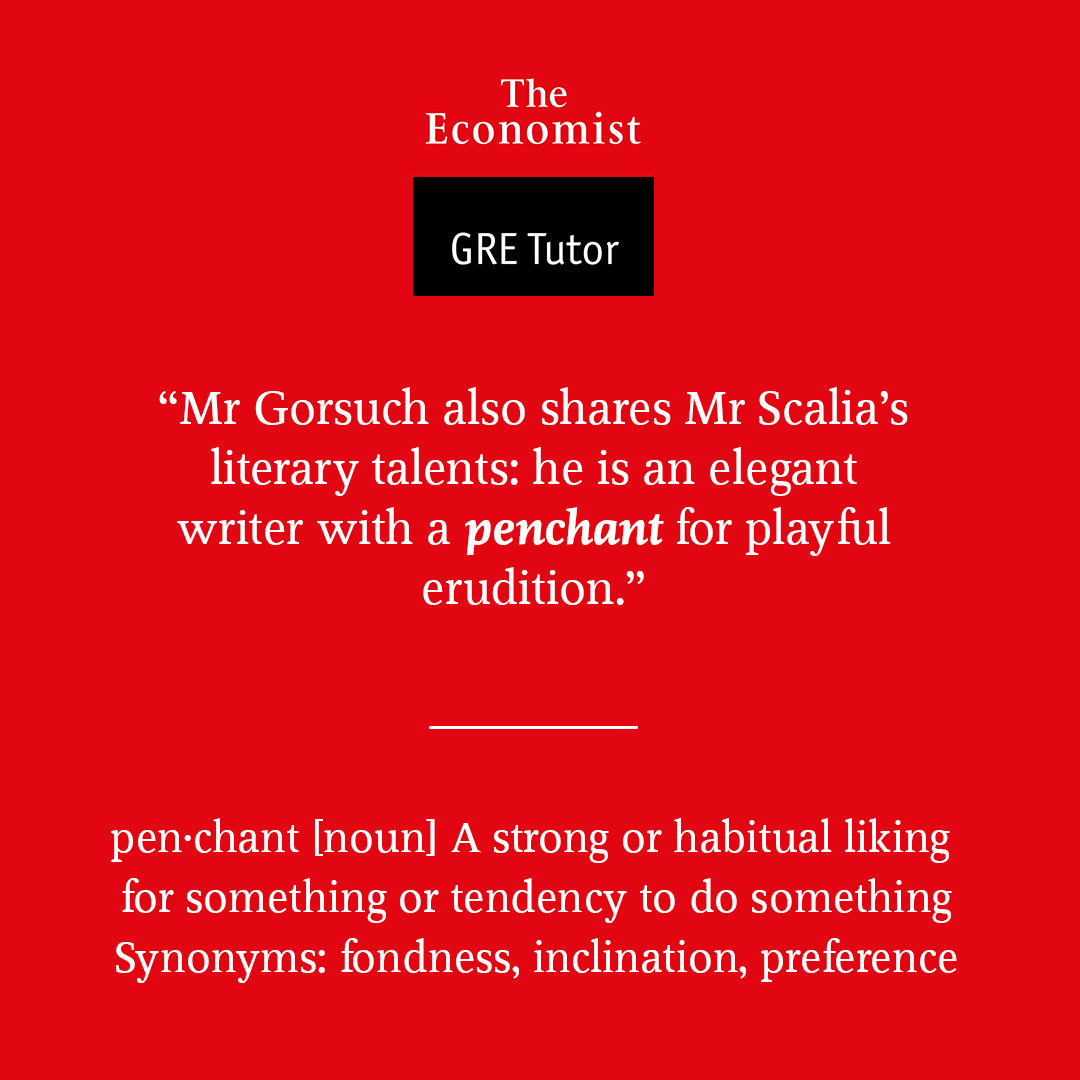 The
Economist
GRE Tutor
“Mr Gorsuch also shares Mr Scalia’s
literary talents: he is an elegant
writer with a penchant for playful
erudition.”
pen·chant [noun] A strong or habitual liking
for something or tendency to do something
Synonyms: fondness, inclination, preference